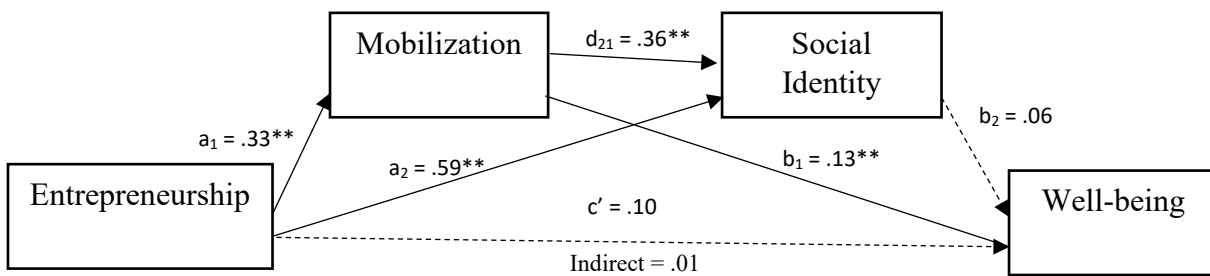 Mobilization
d21 = .36**
Social
Identity
a1 = .33**
b2 = .06
Entrepreneurship
a2 = .59**
b1 = .13**
Well-being
c’ = .10
Indirect = .01